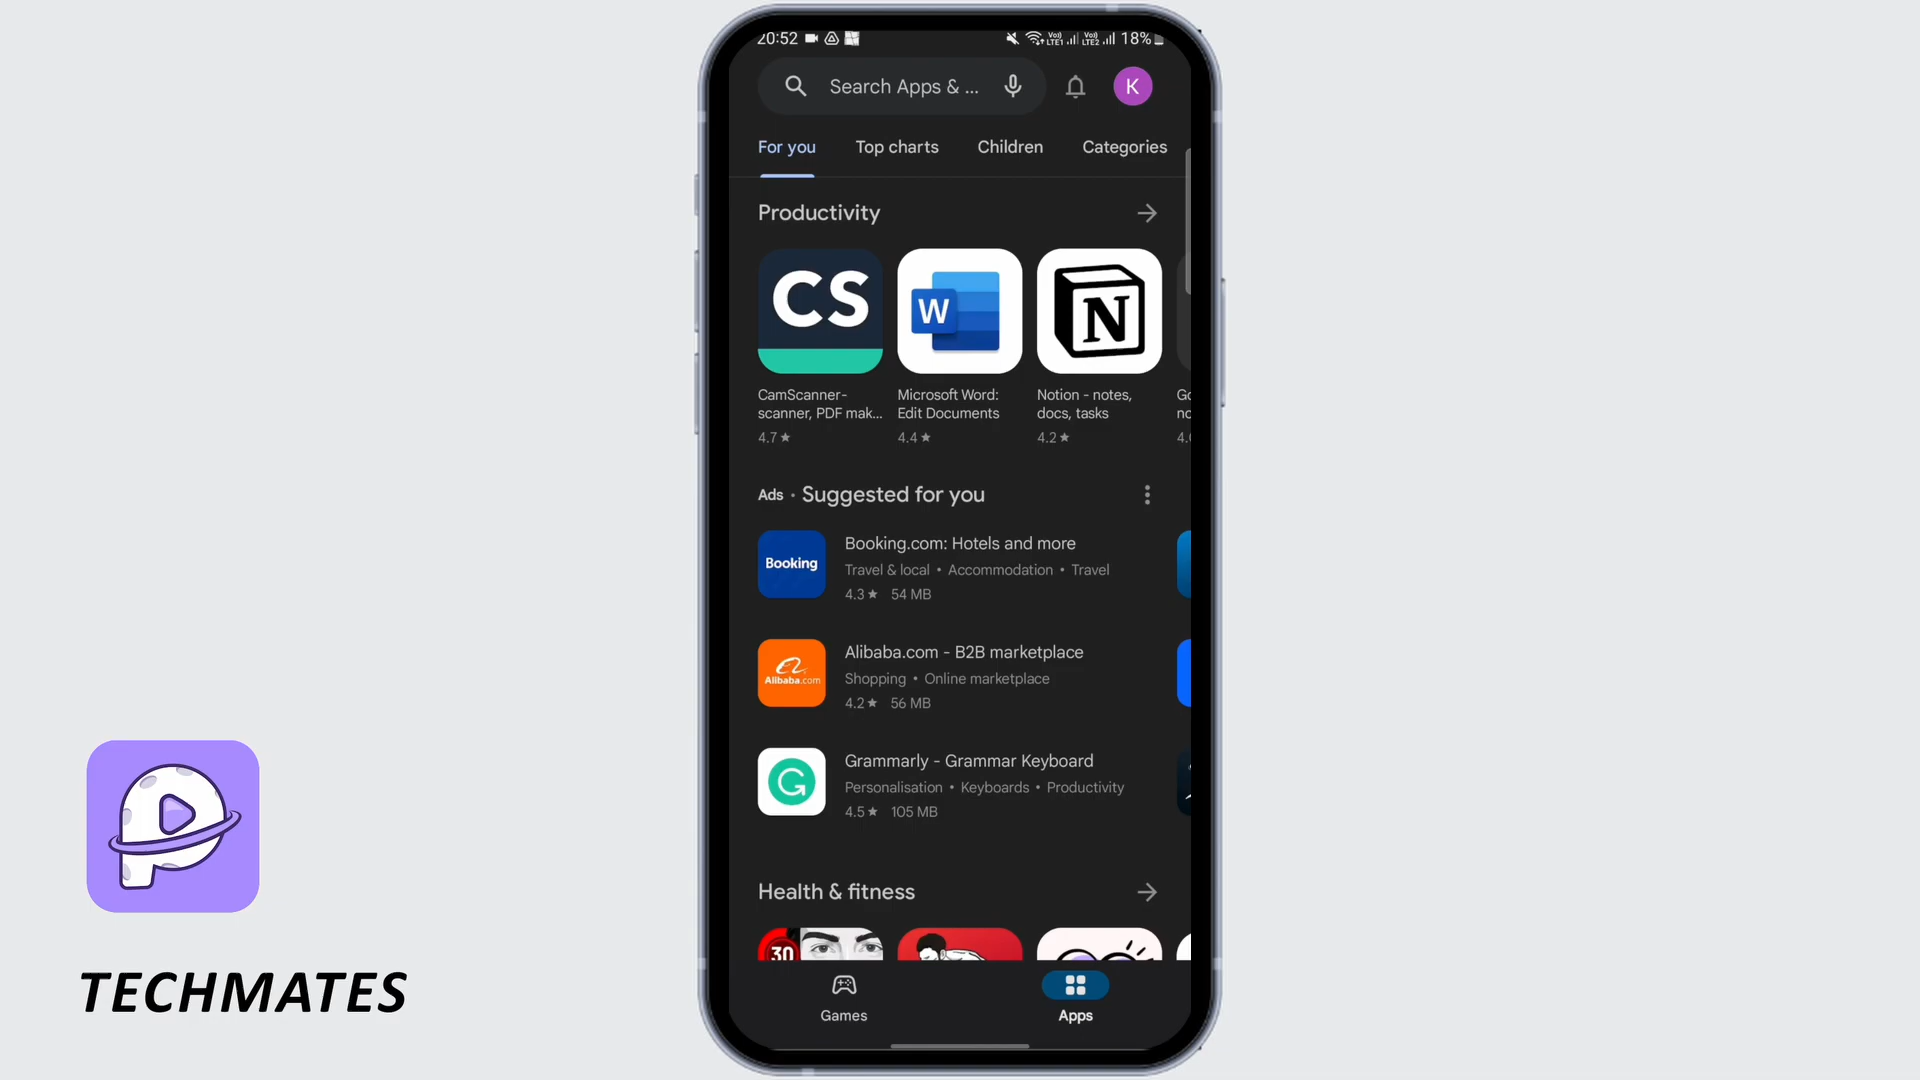 20:52 Vo) LTE1 Vo) LTE2 18%
Search Apps & ...
K
For you Top charts Children Categories
Productivity
CS W N
CamScanner- scanner, PDF mak...
4.7★
Microsoft Word: Edit Documents
4.4★
Notion - notes, docs, tasks
4.2★
Ads • Suggested for you
Booking
Booking.com: Hotels and more
Travel & local • Accommodation • Travel
4.3★ 54 MB
Alibaba.com
Alibaba.com - B2B marketplace
Shopping • Online marketplace
4.2★ 56 MB
G
Grammarly - Grammar Keyboard
Personalisation • Keyboards • Productivity
4.5★ 105 MB
Health & fitness
30
Games Apps
TECHMATES